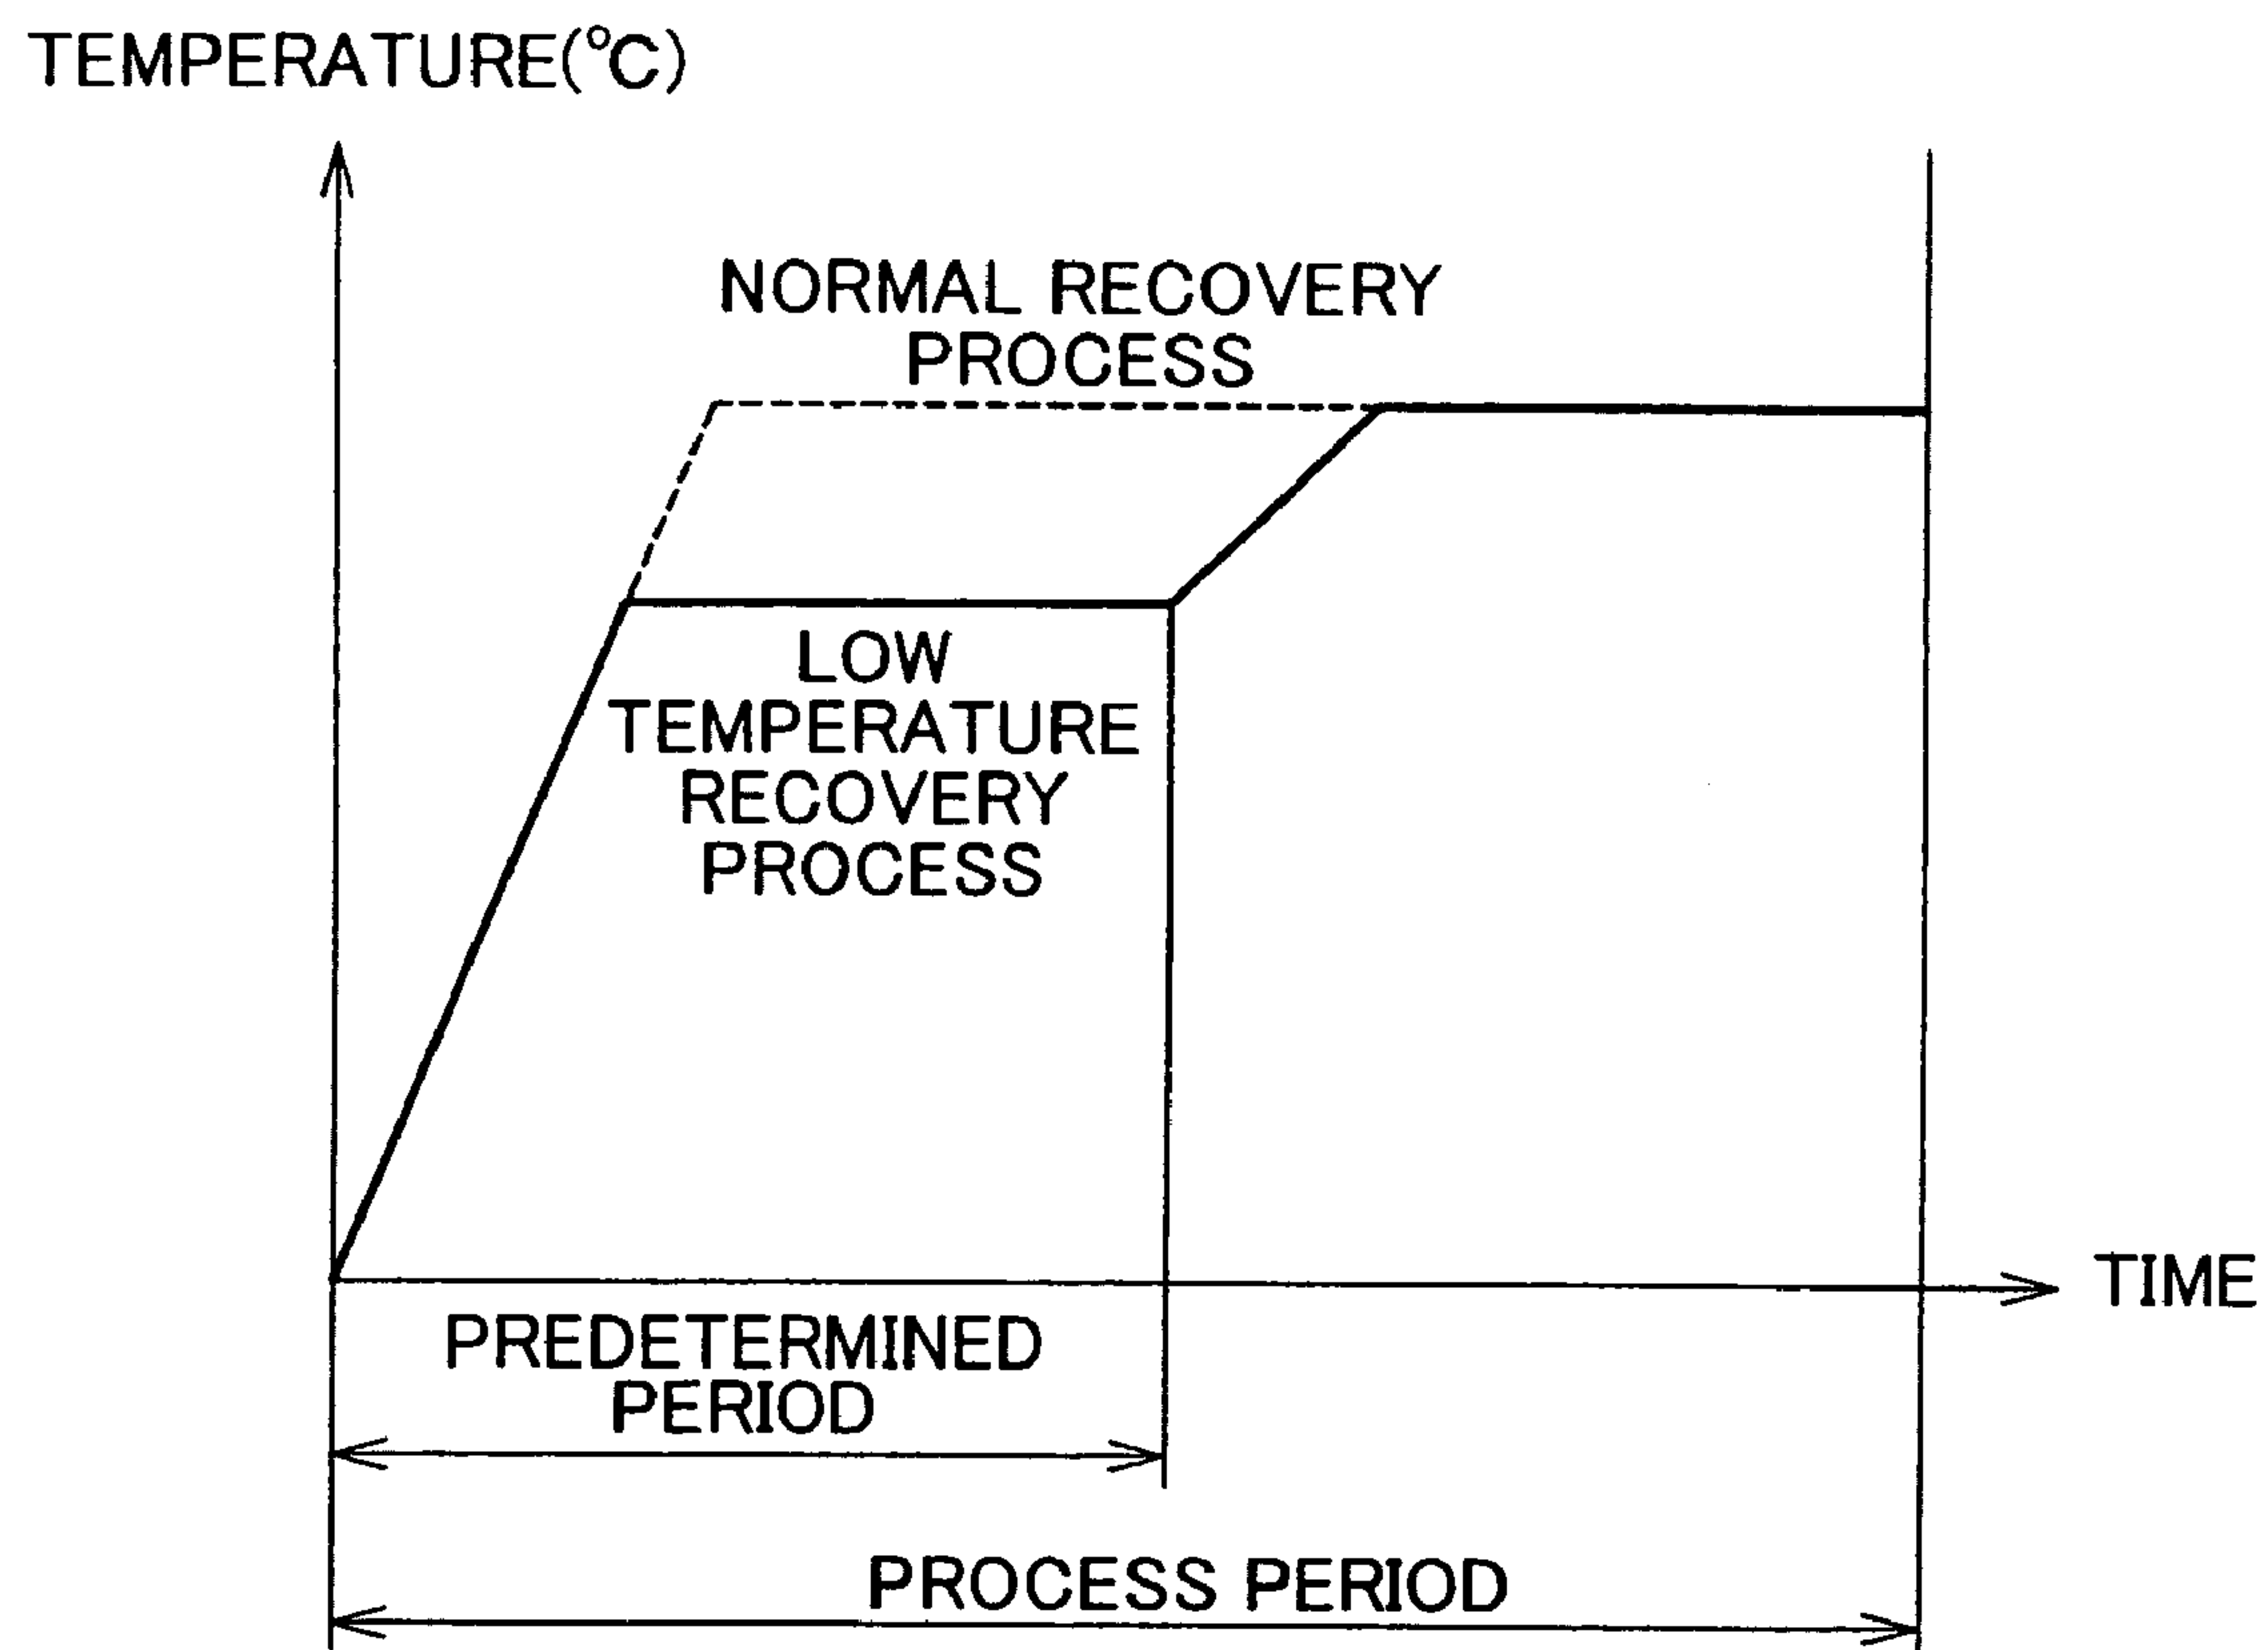 TEMPERATURE(°C)
NORMAL RECOVERY
PROCESS
LOW
TEMPERATURE
RECOVERY
PROCESS
TIME
PREDETERMINED
PERIOD
PROCESS PERIOD